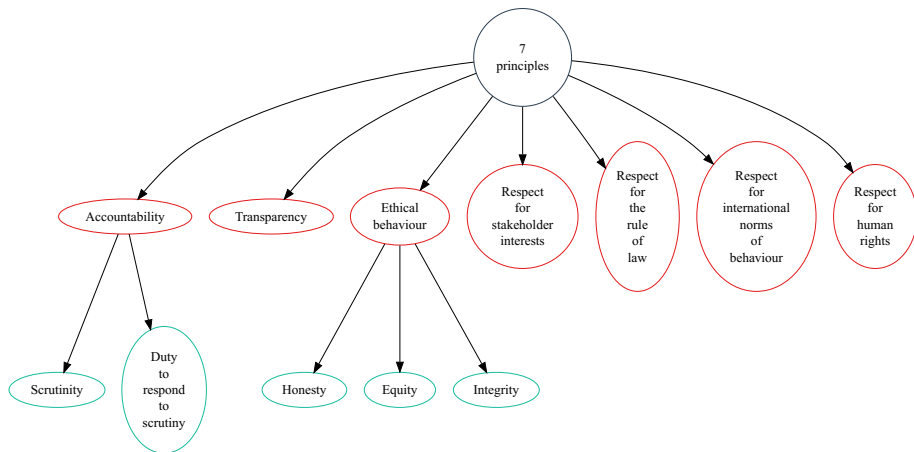 7
principles
Accountability
Transparency
Ethical
behaviour
Respect
for
stakeholder
interests
Respect
for
the
rule
of
law
Respect
for
international
norms
of
behaviour
Respect
for
human
rights
Scrutinity
Duty
to
respond
to
scrutiny
Honesty
Equity
Integrity